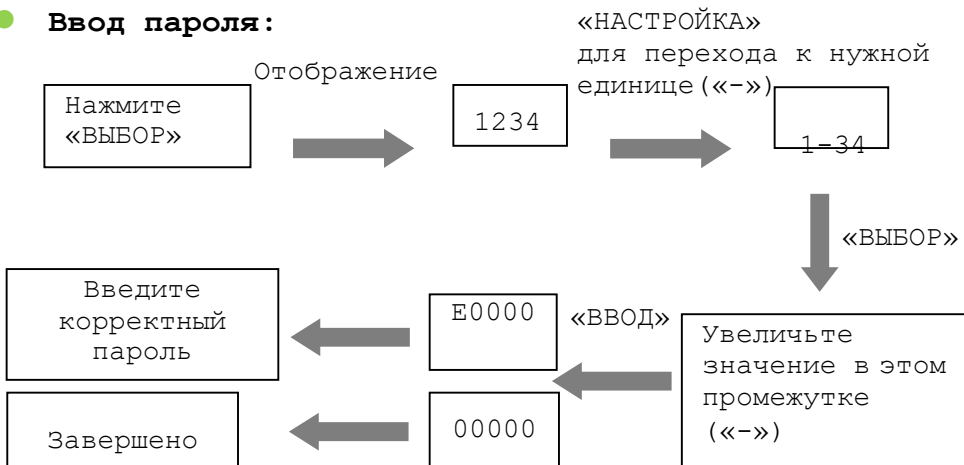 Ввод пароля:
«НАСТРОЙКА»
для перехода к нужной
единице(«-»)
Отображение
Нажмите
«ВЫБОР»
1234
1-34
«ВЫБОР»
Введите
корректный
пароль
E0000
«ВВОД»
Увеличьте
значение в этом
промежутке
(«-»)
Завершено
00000